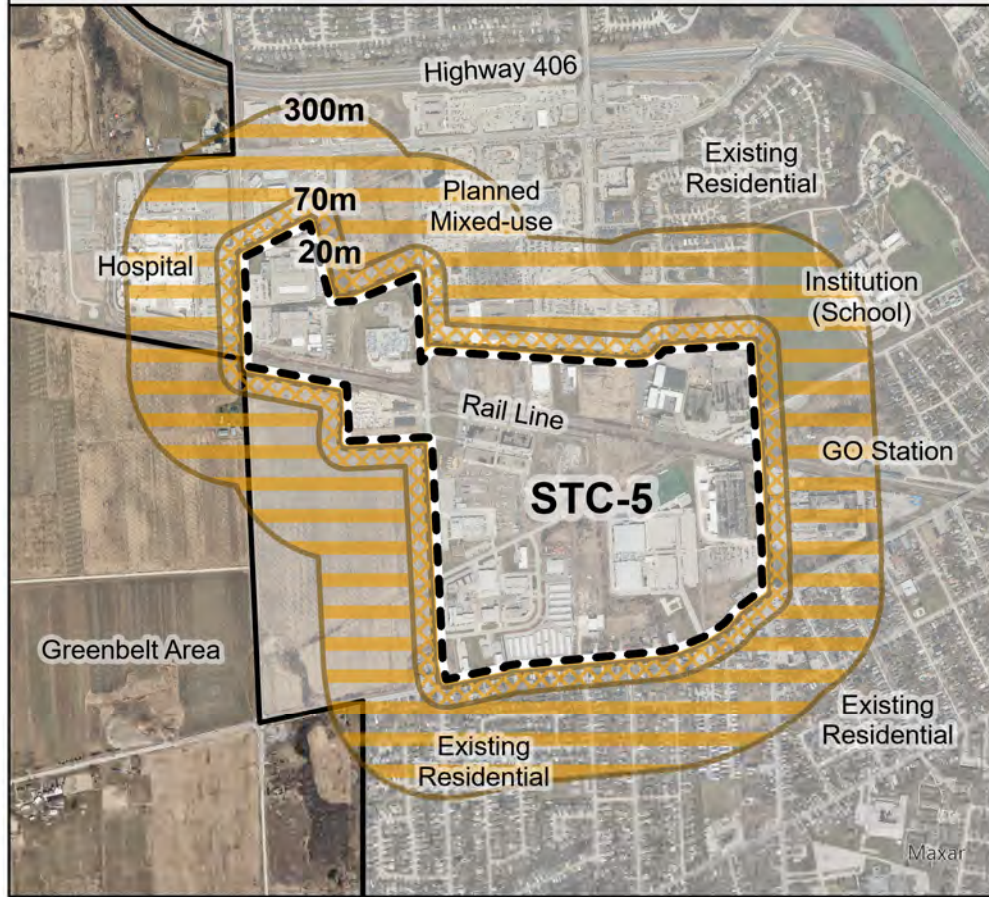 Highway 406
300m
Existing
Residential
Planned
Mixed-use
70m
20m
Hospital
Institution
(School)
Rail Line
GO Station
STC-5
Greenbelt Area
Existing
Residential
Existing
Residential
Maxar